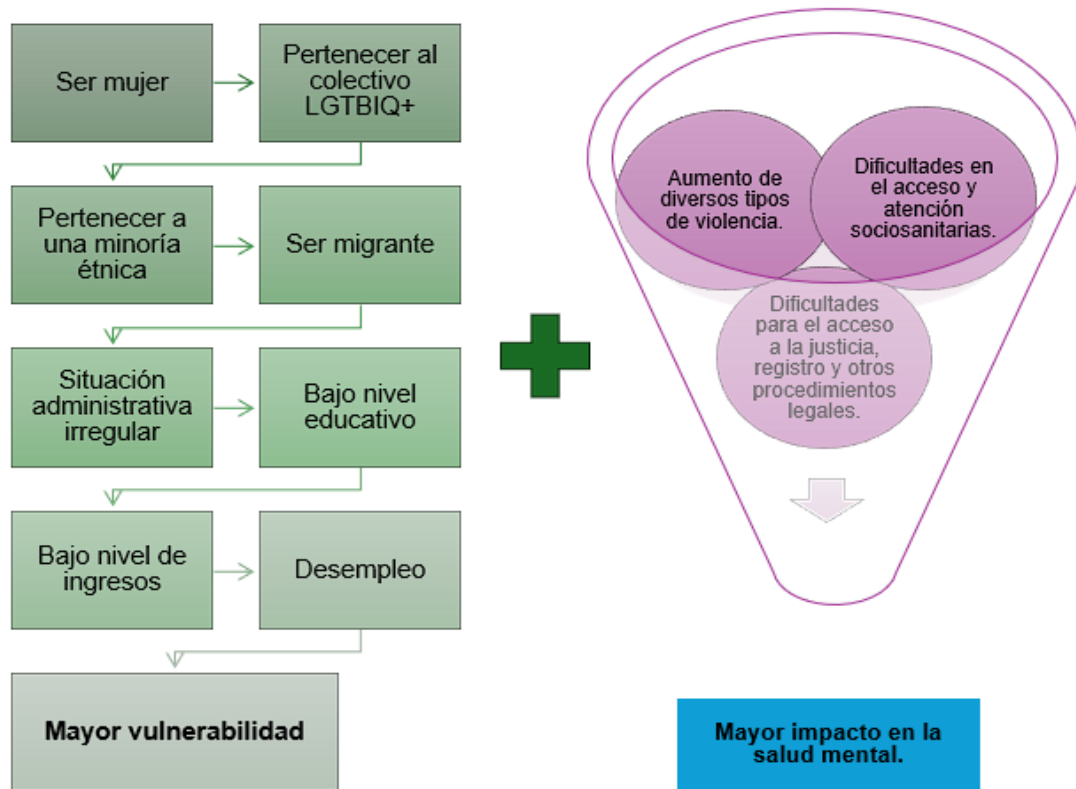 Ser mujer
Pertenecer al
colectivo
LGTBIQ+
Pertenecer a
una minoría
étnica
Ser migrante
Situación
administrativa
irregular
Bajo nivel
educativo
Bajo nivel de
ingresos
Desempleo
Mayor vulnerabilidad
Aumento de
diversos tipos
de violencia.
Dificultades en
el acceso y
atención
sociosanitarias.
Dificultades
para el acceso
a la justicia,
registro y otros
procedimientos
legales.
Mayor impacto en la
salud mental.